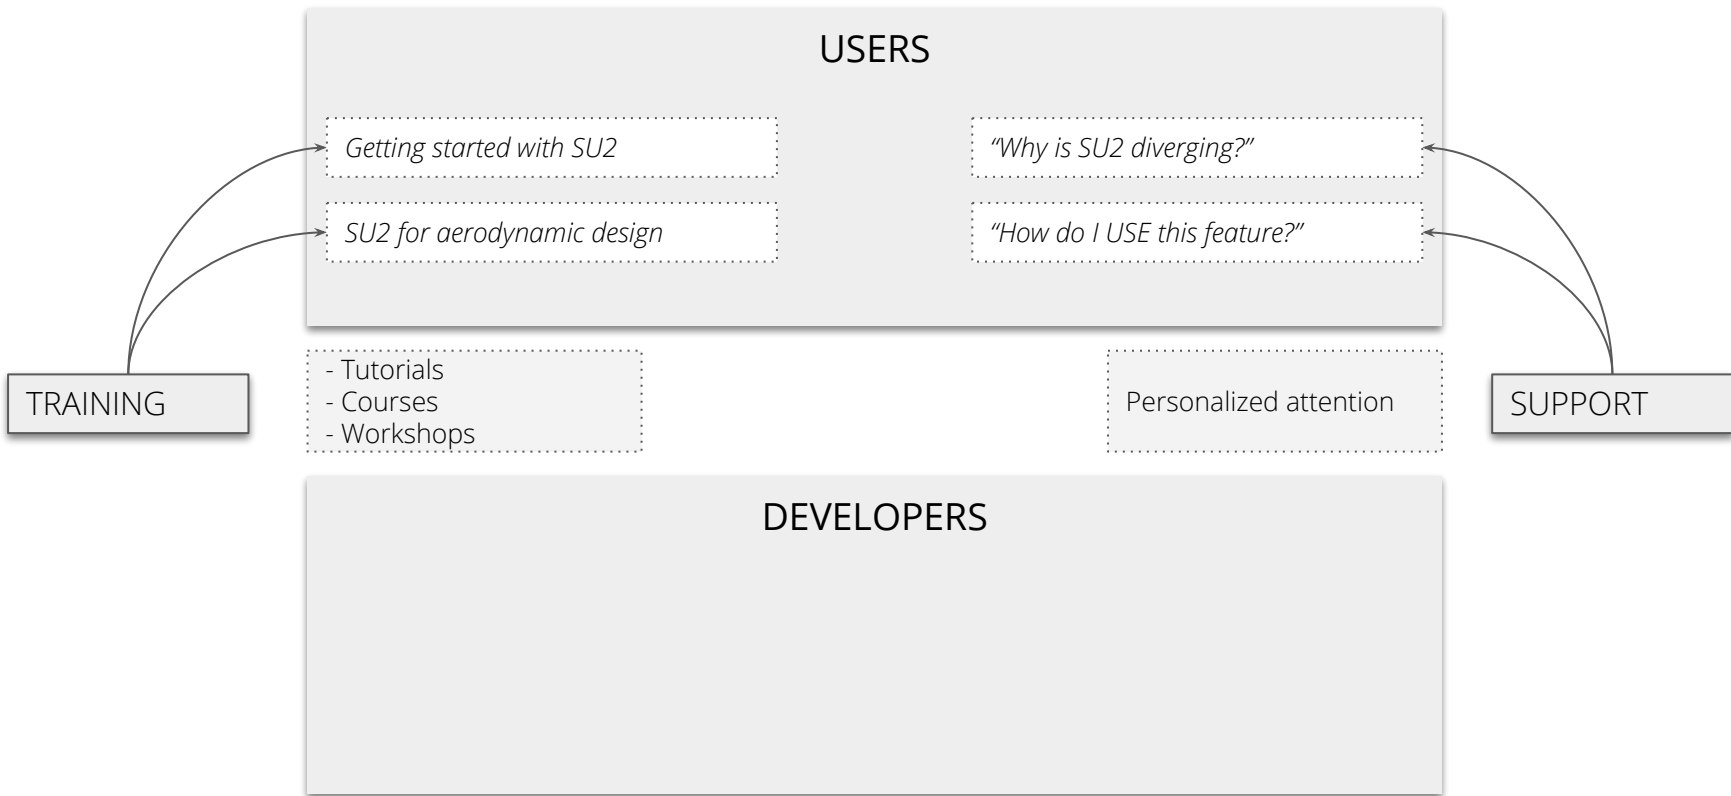 USERS
Getting started with SU2
“Why is SU2 diverging?”
SU2 for aerodynamic design
“How do I USE this feature?”
TRAINING
- Tutorials
- Courses
- Workshops
Personalized attention
SUPPORT
DEVELOPERS